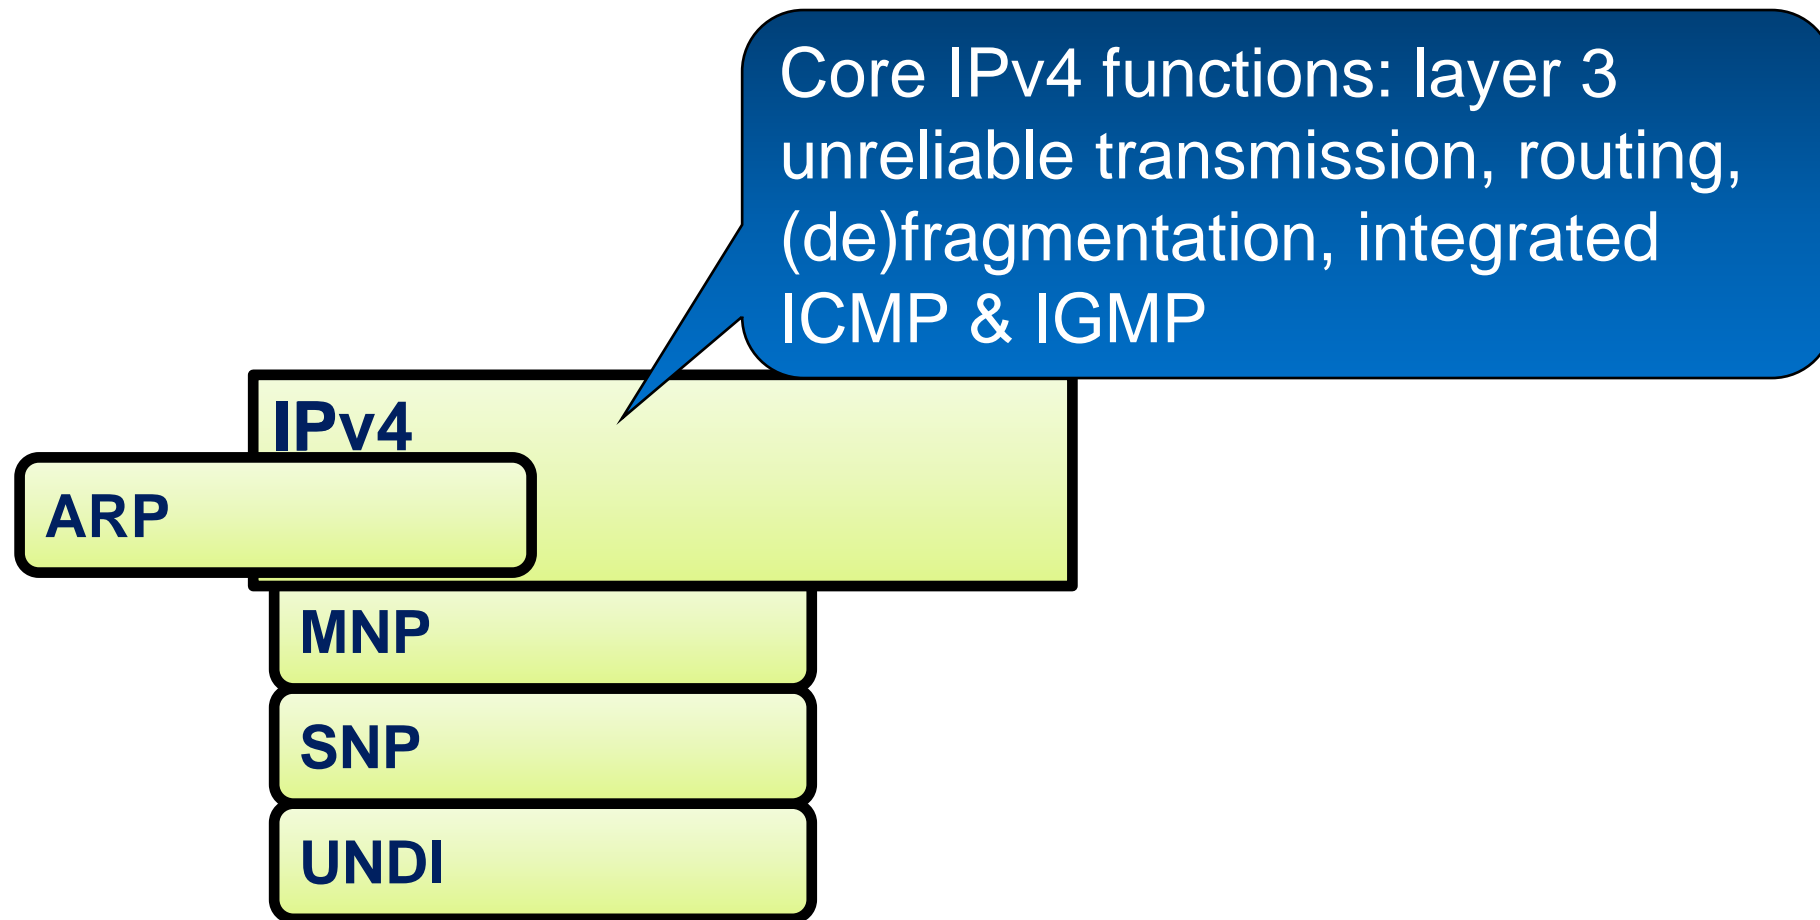 Core IPv4 functions: layer 3
unreliable transmission, routing,
(de)fragmentation, integrated
ICMP & IGMP
IPv4
ARP
MNP
SNP
UNDI